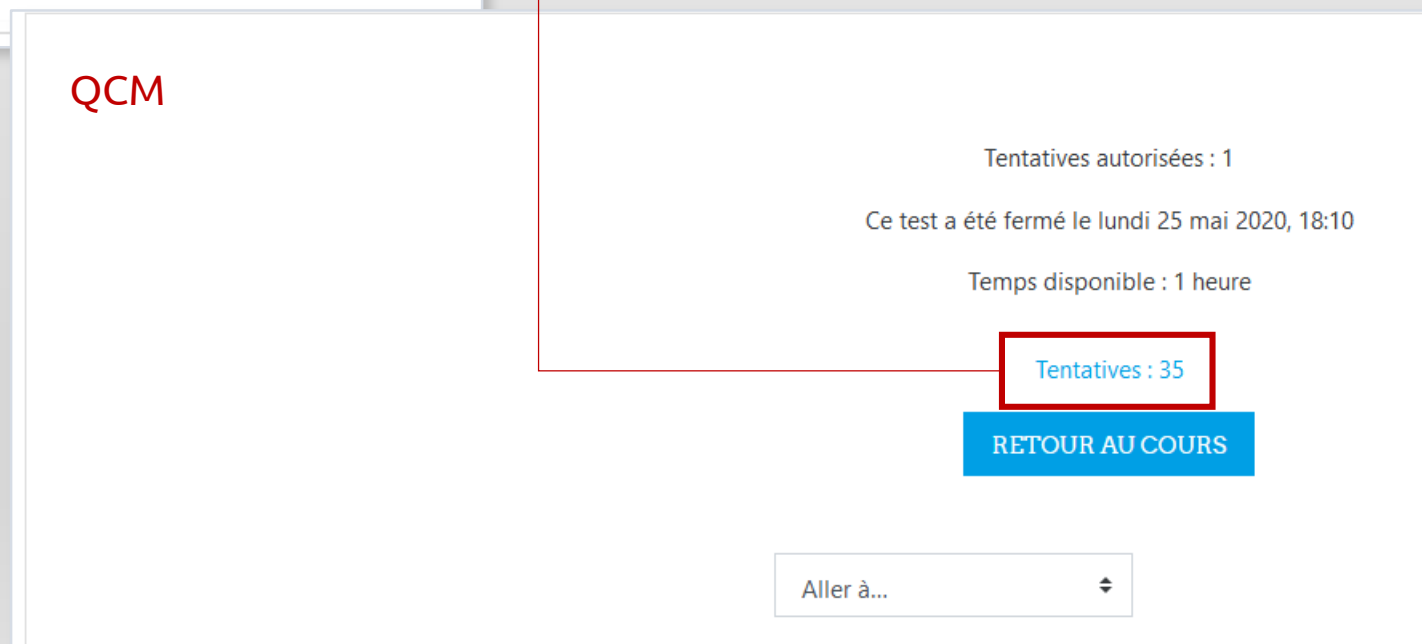 QCM
Tentatives autorisées : 1
Ce test a été fermé le lundi 25 mai 2020, 18:10
Temps disponible : 1 heure
Tentatives : 35
RETOUR AU COURS
Aller à...